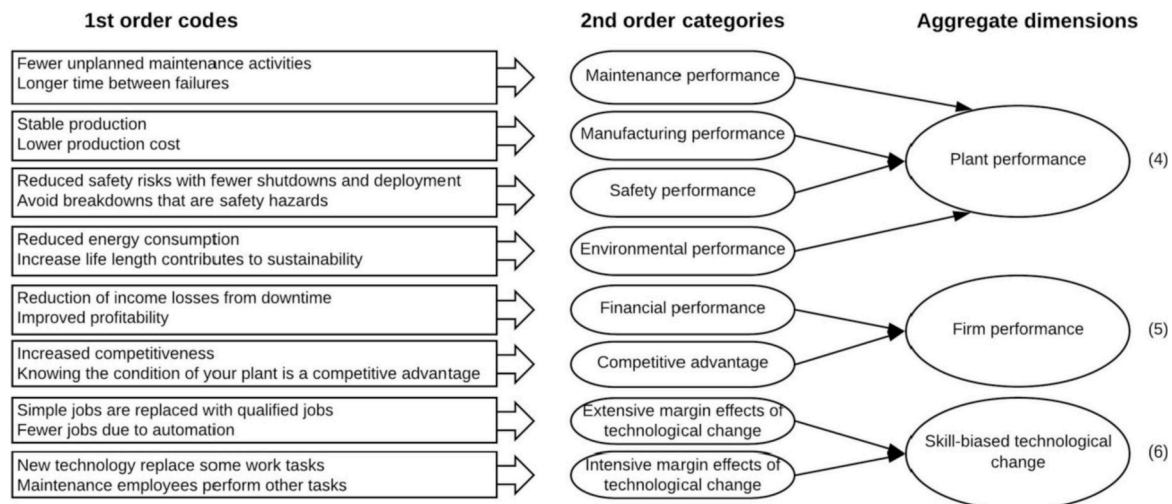 1st order codes
2nd order categories
Aggregate dimensions
Fewer unplanned maintenance activities
Longer time between failures
Maintenance performance
Stable production
Lower production cost
Manufacturing performance
Plant performance
(4)
Reduced safety risks with fewer shutdowns and deployment
Avoid breakdowns that are safety hazards
Safety performance
Reduced energy consumption
Increase life length contributes to sustainability
Environmental performance
Reduction of income losses from downtime
Improved profitability
Financial performance
Firm performance
(5)
Increased competitiveness
Knowing the condition of your plant is a competitive advantage
Competitive advantage
Simple jobs are replaced with qualified jobs
Fewer jobs due to automation
Extensive margin effects of
technological change
Skill-biased technological
change
(6)
New technology replace some work tasks
Maintenance employees perform other tasks
Intensive margin effects of
technological change